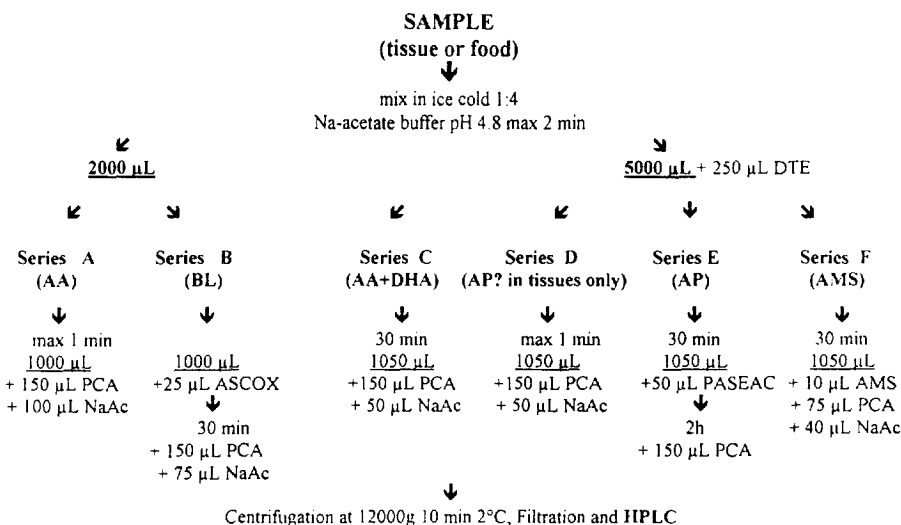 SAMPLE
(tissue or food)
mix in ice cold 1:4
Na-acetate buffer pH 4.8 max 2 min
2000 µL
5000 µL + 250 µL DTE
Series A
(AA)
max 1 min
1000 µL
+ 150 µL PCA
+ 100 µL NaAc
Series B
(BL)
1000 µL
+25 µL ASCOX
30 min
+ 150 µL PCA
+ 75 µL NaAc
Series C
(AA+DHA)
30 min
1050 µL
+150 µL PCA
+ 50 µL NaAc
Series D
(AP? in tissues only)
max 1 min
1050 µL
+150 µL PCA
+ 50 µL NaAc
Series E
(AP)
30 min
1050 µL
+50 µL PASEAC
2h
+ 150 µL PCA
Series F
(AMS)
30 min
1050 µL
+ 10 µL AMS
+ 75 µL PCA
+ 40 µL NaAc
Centrifugation at 12000g 10 min 2°C, Filtration and HPLC